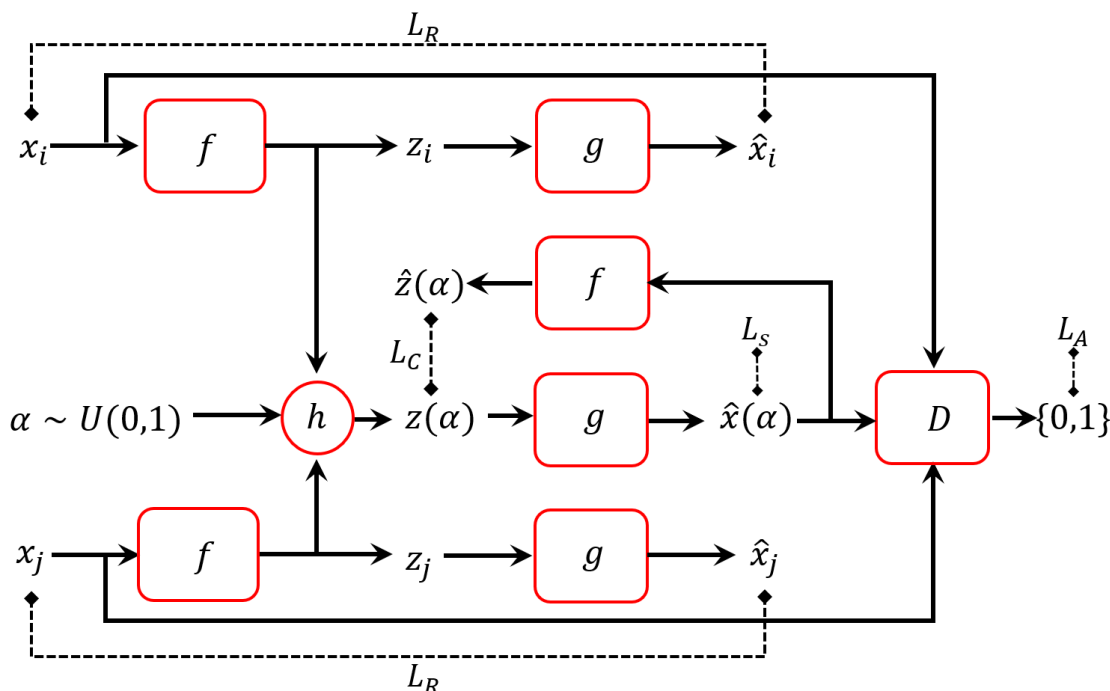 L_R
x_i f z_i g x̂_i
ẑ(α) f
L_C L_s L_A
α ~ U(0,1) h z(α) g x̂(α) D {0,1}
x_j f z_j g x̂_j
L_R